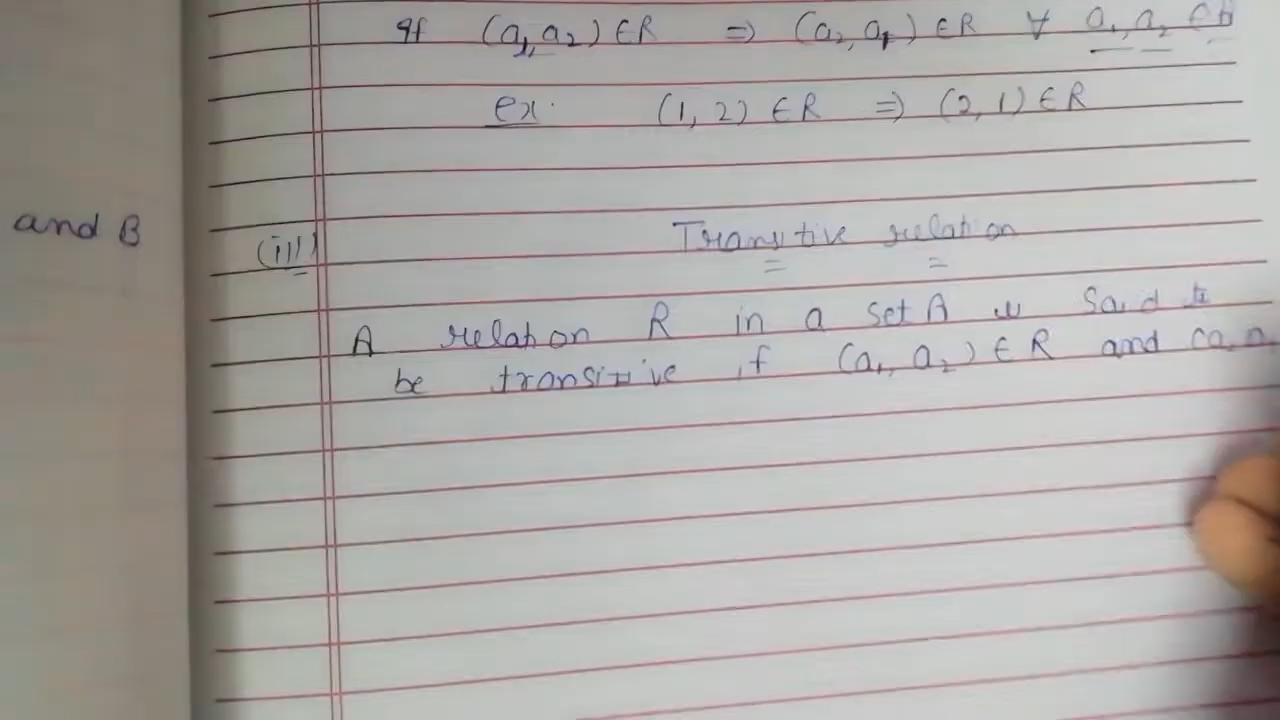 If (a₁, a₂) ∈ R ⇒ (a₂, a₁) ∈ R ∀ a₁, a₂ ∈ A
ex. (1, 2) ∈ R ⇒ (2, 1) ∈ R
and B
(iii) Transitive relation
A relation R in a set A is said to
be transitive if (a₁, a₂) ∈ R and (a₂